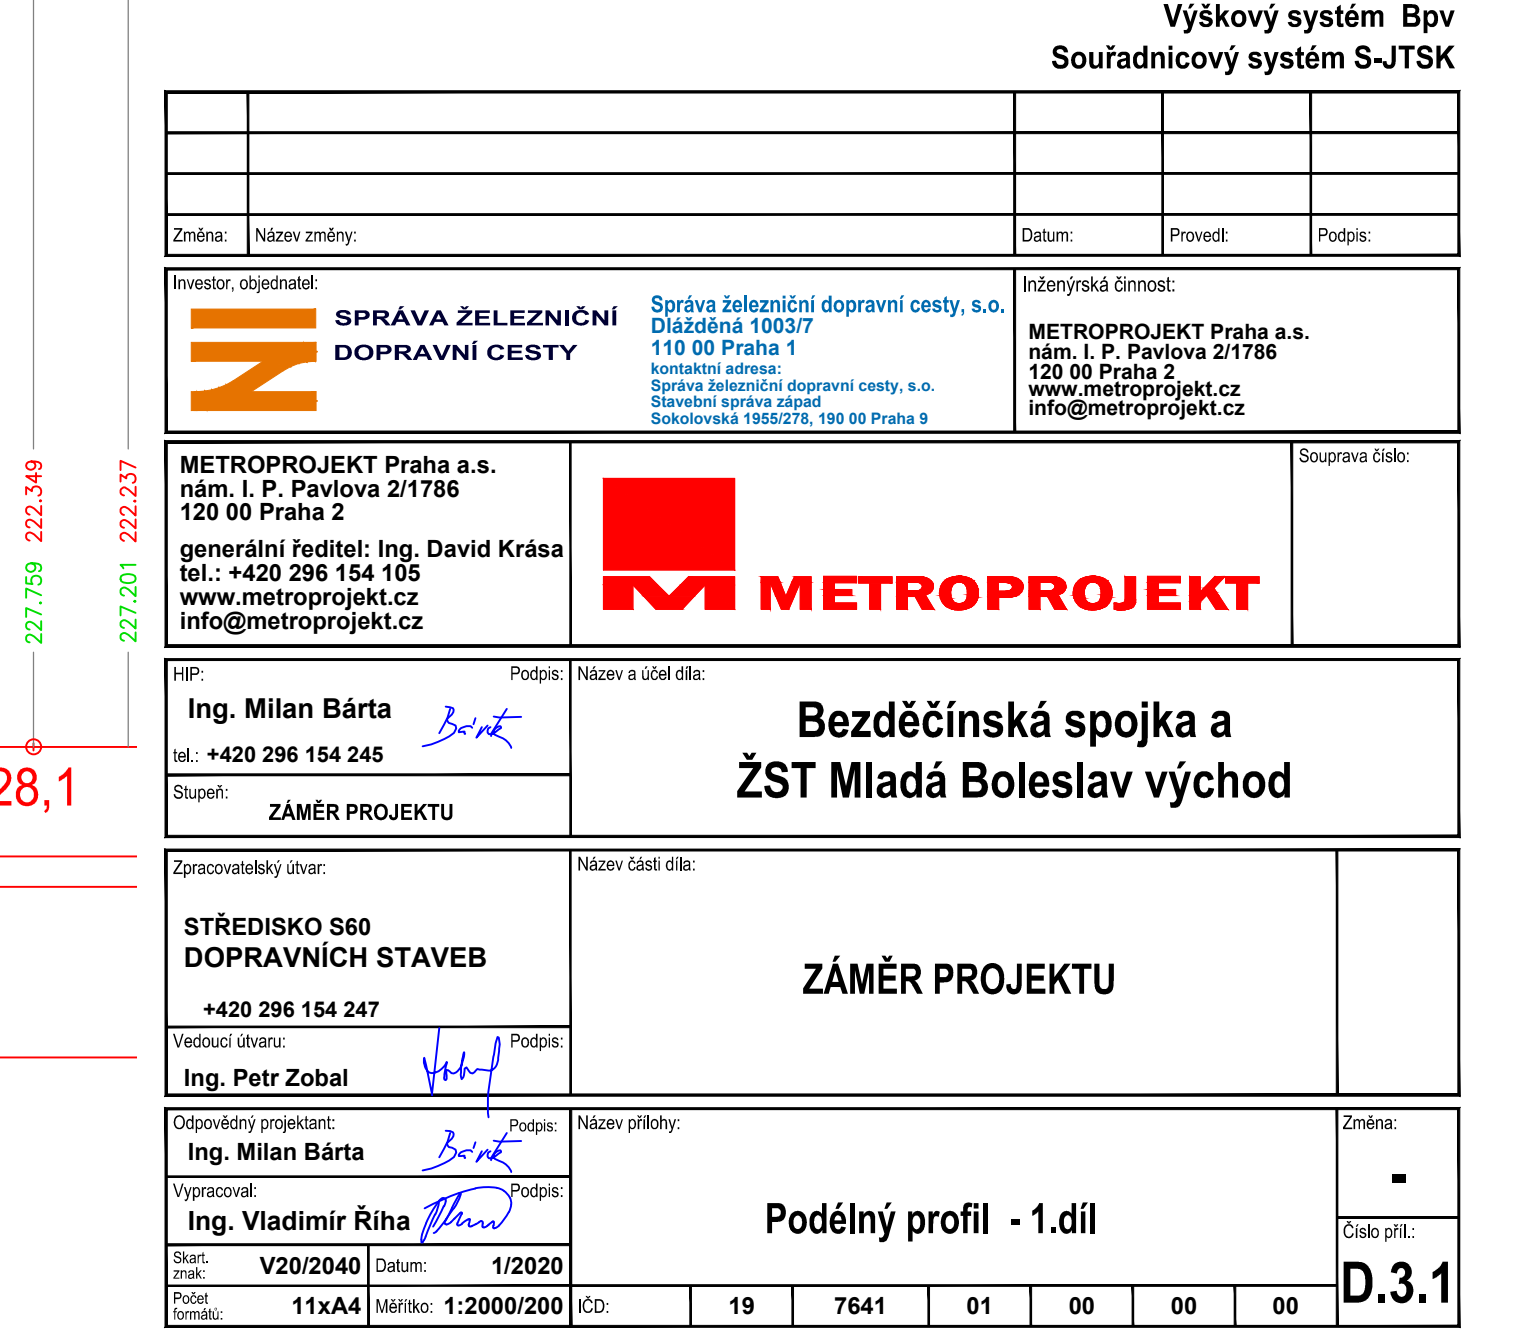 Výškový systém Bpv
Souřadnicový systém S-JTSK
Změna: Název změny: Datum: Provedl: Podpis:
Investor, objednatel:
SPRÁVA ŽELEZNIČNÍ
DOPRAVNÍ CESTY
Správa železniční dopravní cesty, s.o.
Dlážděná 1003/7
110 00 Praha 1
kontaktní adresa:
Správa železniční dopravní cesty, s.o.
Stavební správa západ
Sokolovská 1955/278, 190 00 Praha 9
Inženýrská činnost:
METROPROJEKT Praha a.s.
nám. I. P. Pavlova 2/1786
120 00 Praha 2
www.metroprojekt.cz
info@metroprojekt.cz
227.759 222.349
227.201 222.237
28,1
METROPROJEKT Praha a.s.
nám. I. P. Pavlova 2/1786
120 00 Praha 2
generální ředitel: Ing. David Krása
tel.: +420 296 154 105
www.metroprojekt.cz
info@metroprojekt.cz
METROPROJEKT
Souprava číslo:
HIP: Podpis:
Ing. Milan Bárta
Bárta
tel.: +420 296 154 245
Stupeň:
ZÁMĚR PROJEKTU
Název a účel díla:
Bezděčínská spojka a
ŽST Mladá Boleslav východ
Zpracovatelský útvar:
STŘEDISKO S60
DOPRAVNÍCH STAVEB
+420 296 154 247
Vedoucí útvaru: Podpis:
Ing. Petr Zobal
Název části díla:
ZÁMĚR PROJEKTU
Odpovědný projektant: Podpis:
Ing. Milan Bárta
Bárta
Vypracoval: Podpis:
Ing. Vladimír Říha
Skart.
znak:
V20/2040
Datum: 1/2020
Počet
formátů:
11xA4
Měřítko: 1:2000/200
Název přílohy:
Podélný profil - 1.díl
IČD: 19 7641 01 00 00 00
Změna:
-
Číslo příl.:
D.3.1